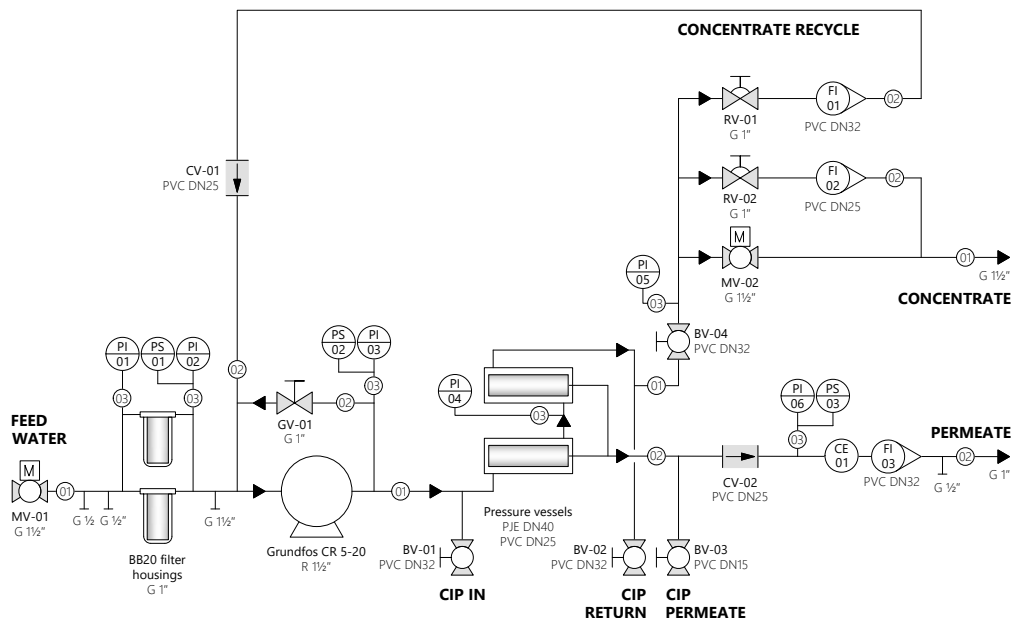 CONCENTRATE RECYCLE
FI
01
02
RV-01
G 1"
PVC DN32
CV-01
PVC DN25
FI
02
02
RV-02
G 1"
PVC DN25
M
MV-02
G 1½"
01
G 1½"
CONCENTRATE
PI
05
03
BV-04
PVC DN32
01
PI
01
PS
01
PI
02
03
03
02
PS
02
PI
03
03
GV-01
G 1"
02
PI
04
03
FEED
WATER
M
MV-01
G 1½"
01
G ½
G ½"
G 1½"
BB20 filter
housings
G 1"
Grundfos CR 5-20
R 1½"
01
Pressure vessels
PJE DN40
PVC DN25
BV-01
PVC DN32
CIP IN
BV-02
PVC DN32
CIP
RETURN
BV-03
PVC DN15
CIP
PERMEATE
02
CV-02
PVC DN25
PI
06
PS
03
03
CE
01
FI
03
PVC DN32
G ½"
02
G 1"
PERMEATE